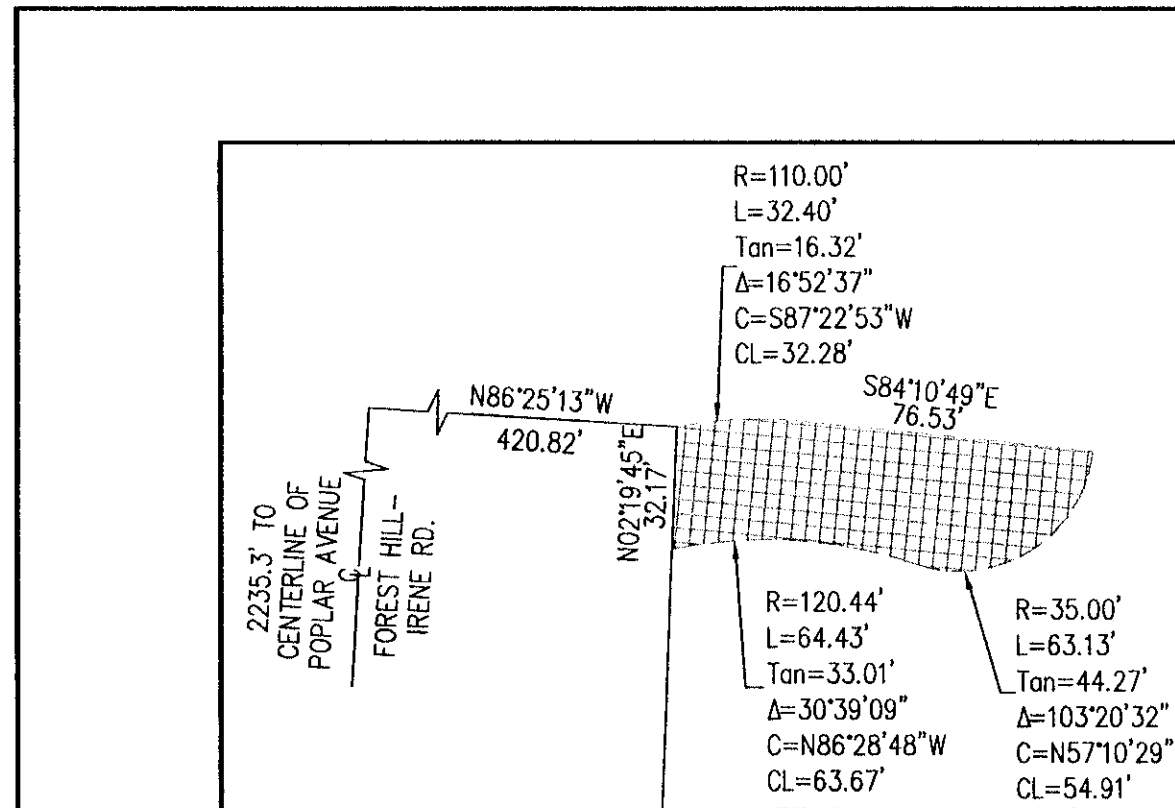 R=110.00'
L=32.40'
Tan=16.32'
Δ=16°52'37"
C=S87°22'53"W
CL=32.28'
S84°10'49"E
76.53'
N86°25'13"W
420.82'
N02°19'45"E
32.17'
2235.3' TO
CENTERLINE OF
POPLAR AVENUE
CL
FOREST HILL-
IRENE RD.
R=120.44'
L=64.43'
Tan=33.01'
Δ=30°39'09"
C=N86°28'48"W
CL=63.67'
R=35.00'
L=63.13'
Tan=44.27'
Δ=103°20'32"
C=N57°10'29"
CL=54.91'